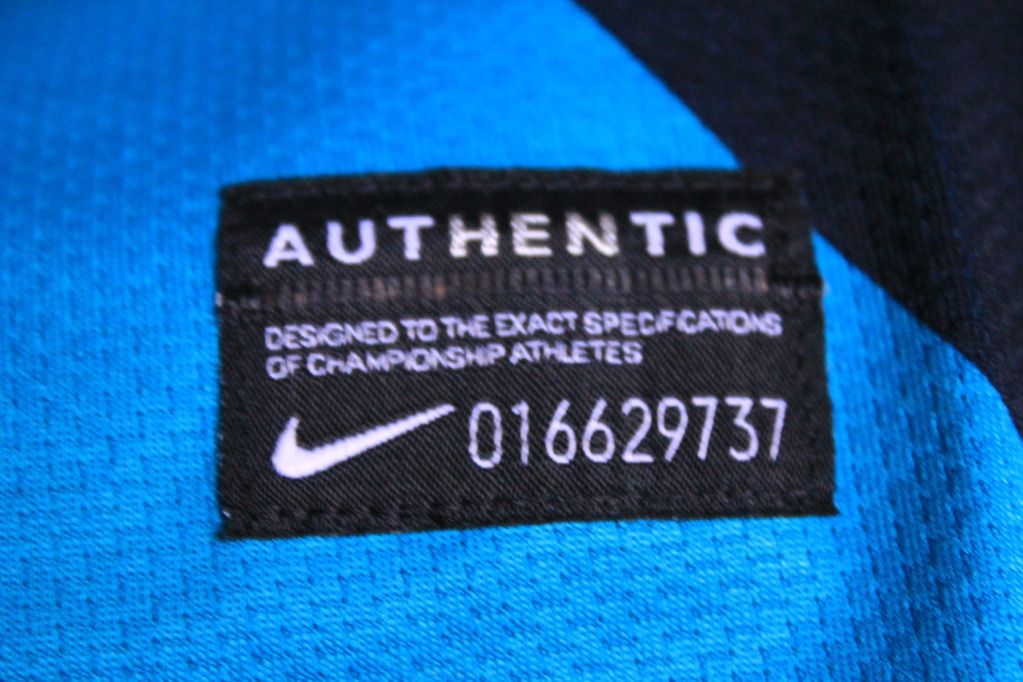 AUTHENTIC
DESIGNED TO THE EXACT SPECIFICATIONS
OF CHAMPIONSHIP ATHLETES
016629737